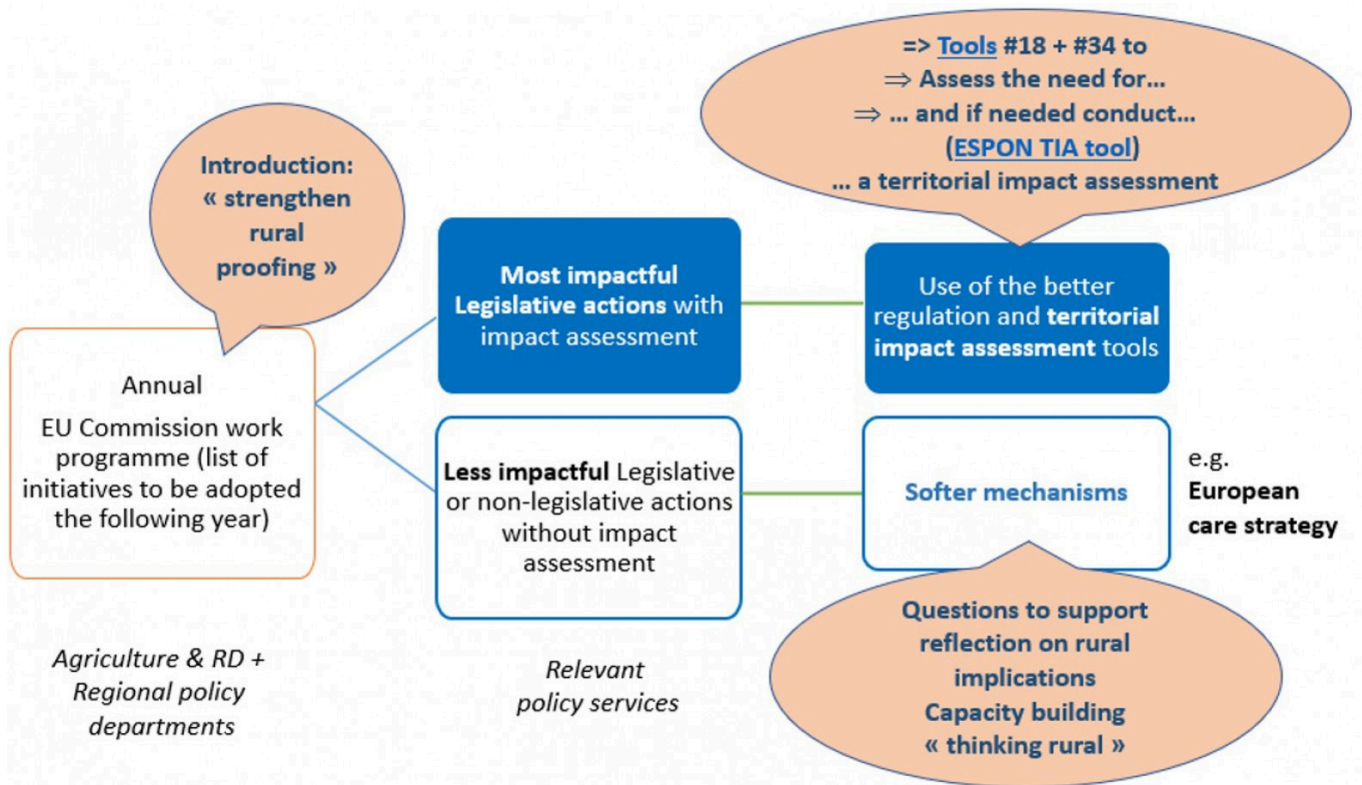 => Tools #18 + #34 to
⇒ Assess the need for...
⇒ ... and if needed conduct...
(ESPON TIA tool)
... a territorial impact assessment
Introduction:
« strengthen
rural
proofing »
Most impactful
Legislative actions with
impact assessment
Use of the better
regulation and territorial
impact assessment tools
Annual
EU Commission work
programme (list of
initiatives to be adopted
the following year)
Less impactful Legislative
or non-legislative actions
without impact
assessment
Softer mechanisms
e.g.
European
care strategy
Questions to support
reflection on rural
implications
Capacity building
« thinking rural »
Agriculture & RD +
Regional policy
departments
Relevant
policy services